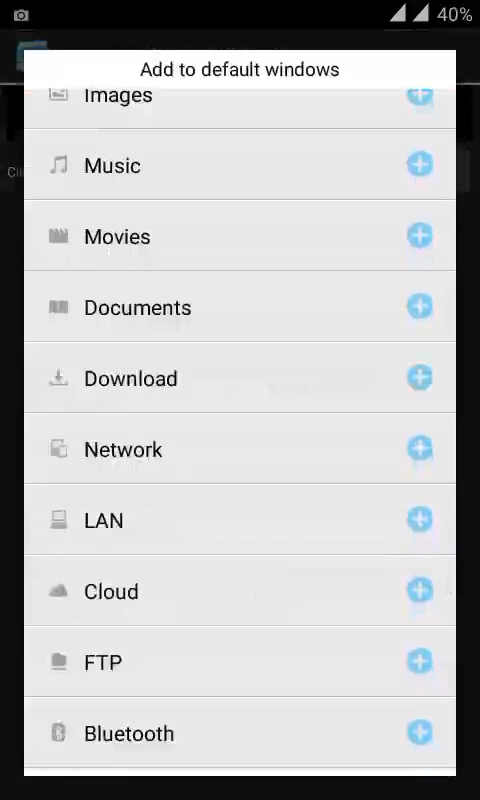 40%
Add to default windows
Images
Music
Movies
Documents
Download
Network
LAN
Cloud
FTP
Bluetooth